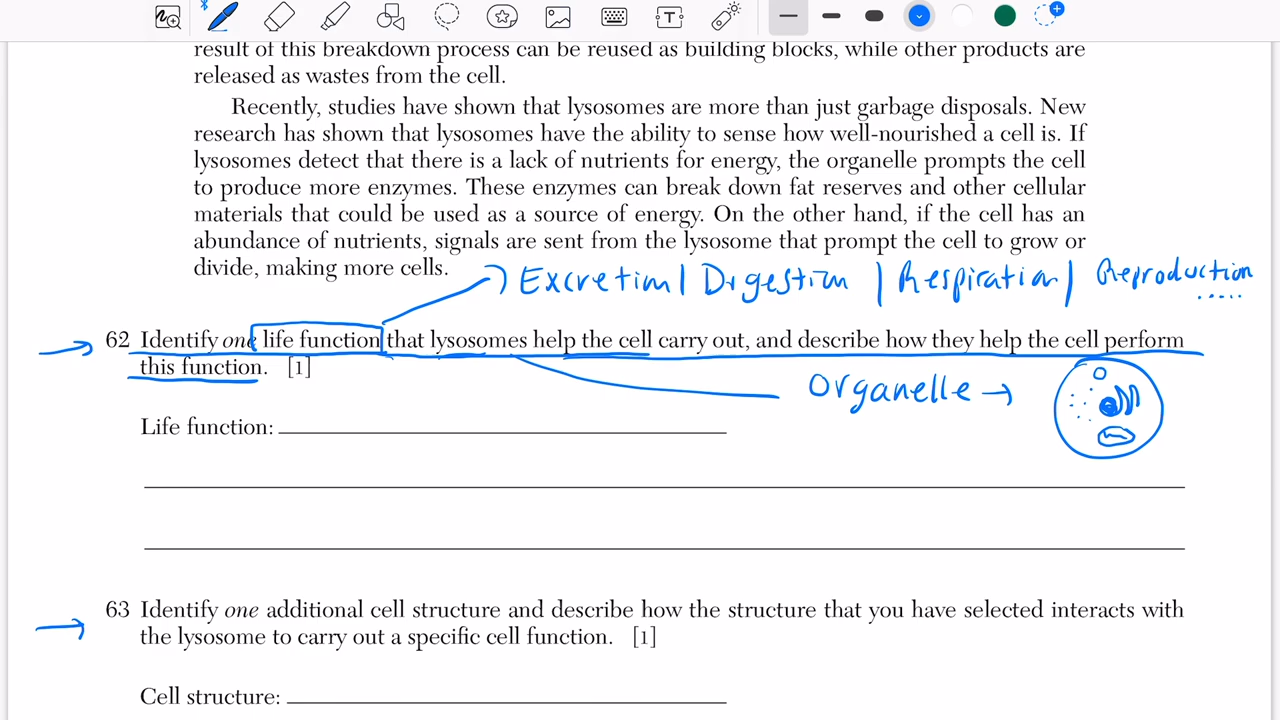 result of this breakdown process can be reused as building blocks, while other products are
released as wastes from the cell.
Recently, studies have shown that lysosomes are more than just garbage disposals. New
research has shown that lysosomes have the ability to sense how well-nourished a cell is. If
lysosomes detect that there is a lack of nutrients for energy, the organelle prompts the cell
to produce more enzymes. These enzymes can break down fat reserves and other cellular
materials that could be used as a source of energy. On the other hand, if the cell has an
abundance of nutrients, signals are sent from the lysosome that prompt the cell to grow or
divide, making more cells.
Excretion | Digestion | Respiration | Reproduction .....
62 Identify one life function that lysosomes help the cell carry out, and describe how they help the cell perform
this function. [1]
Organelle →
Life function:
63 Identify one additional cell structure and describe how the structure that you have selected interacts with
the lysosome to carry out a specific cell function. [1]
Cell structure: